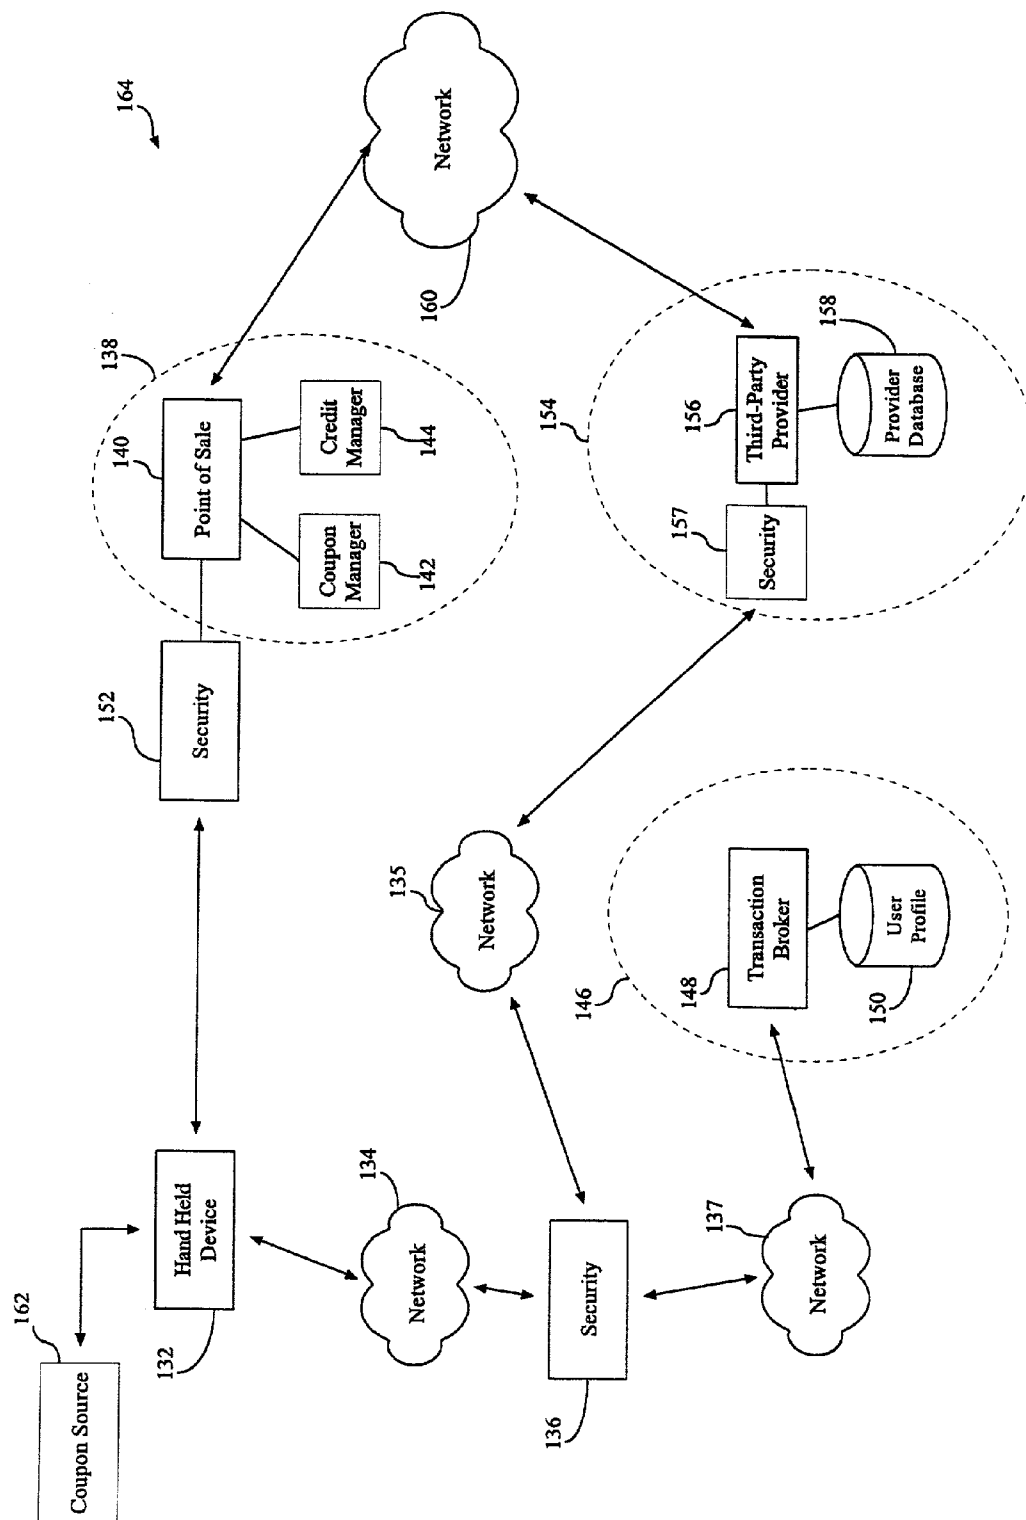 162
Coupon Source
Hand Held
Device
132
134
Network
Security
136
137
Network
152
Security
135
Network
146
148
Transaction
Broker
User
Profile
150
138
140
Point of Sale
Coupon
Manager
142
Credit
Manager
144
154
156
157
Security
Third-Party
Provider
158
Provider
Database
160
Network
164